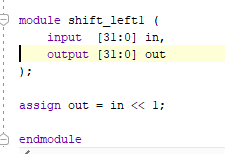 module shift_left1 (
    input  [31:0] in,
    output [31:0] out
);
assign out = in << 1;
endmodule